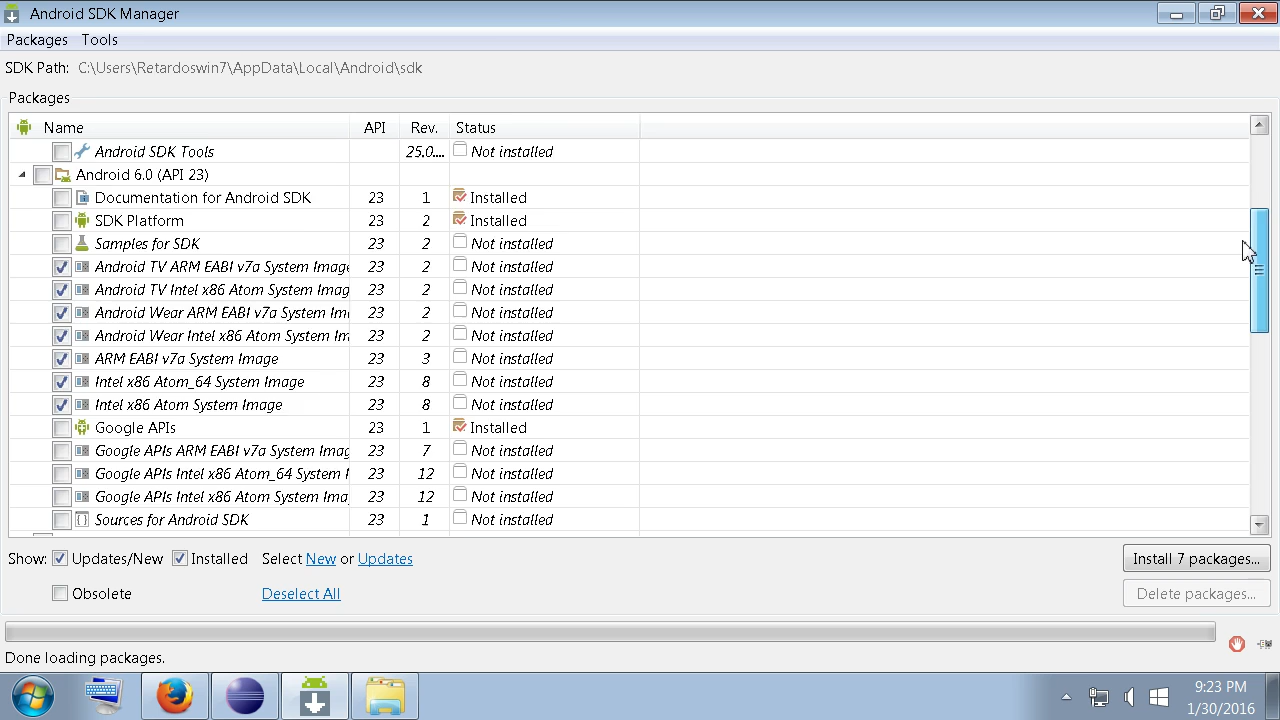 Android SDK Manager
Packages Tools
SDK Path: C:\Users\Retardoswin7\AppData\Local\Android\sdk
Packages
Name API Rev. Status
Android SDK Tools 25.0.... Not installed
Android 6.0 (API 23)
Documentation for Android SDK 23 1 Installed
SDK Platform 23 2 Installed
Samples for SDK 23 2 Not installed
Android TV ARM EABI v7a System Image 23 2 Not installed
Android TV Intel x86 Atom System Imag 23 2 Not installed
Android Wear ARM EABI v7a System Im 23 2 Not installed
Android Wear Intel x86 Atom System Im 23 2 Not installed
ARM EABI v7a System Image 23 3 Not installed
Intel x86 Atom_64 System Image 23 8 Not installed
Intel x86 Atom System Image 23 8 Not installed
Google APIs 23 1 Installed
Google APIs ARM EABI v7a System Imag 23 7 Not installed
Google APIs Intel x86 Atom_64 System I 23 12 Not installed
Google APIs Intel x86 Atom System Ima 23 12 Not installed
Sources for Android SDK 23 1 Not installed
Show: Updates/New Installed Select New or Updates Install 7 packages...
Obsolete Deselect All Delete packages...
Done loading packages.
9:23 PM
1/30/2016